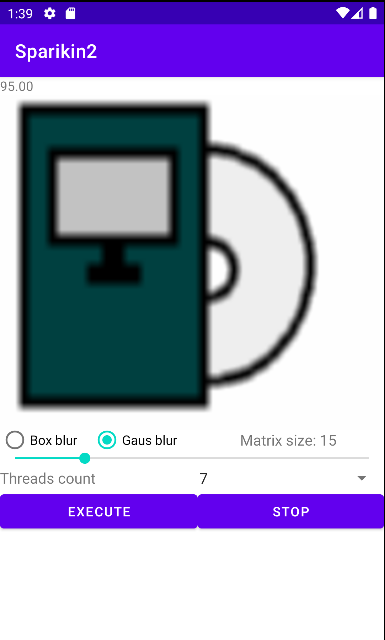 1:39
Sparikin2
95.00
Box blur Gaus blur Matrix size: 15
Threads count 7
EXECUTE STOP